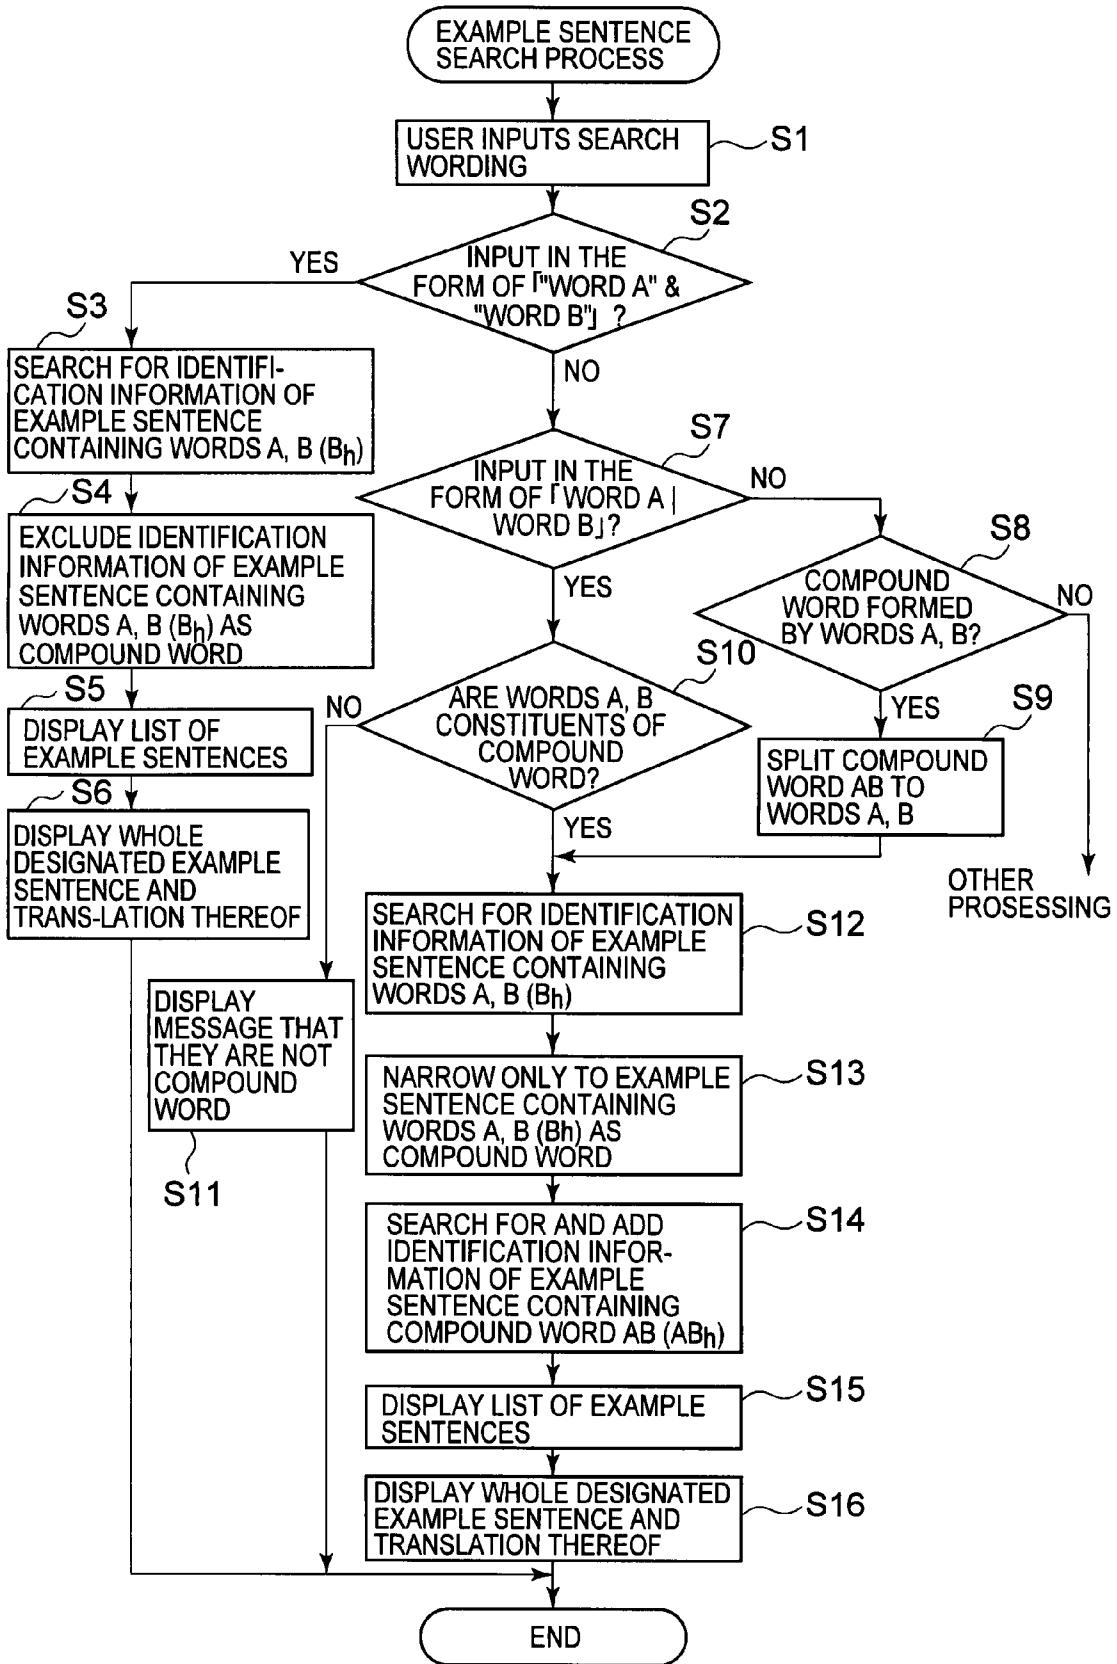 EXAMPLE SENTENCE
SEARCH PROCESS
USER INPUTS SEARCH
WORDING
S1
S2
INPUT IN THE
FORM OF「"WORD A" &
"WORD B"」?
YES
NO
S3
SEARCH FOR IDENTIFI-
CATION INFORMATION OF
EXAMPLE SENTENCE
CONTAINING WORDS A, B (Bh)
S4
EXCLUDE IDENTIFICATION
INFORMATION OF EXAMPLE
SENTENCE CONTAINING
WORDS A, B (Bh) AS
COMPOUND WORD
S5
DISPLAY LIST OF
EXAMPLE SENTENCES
S6
DISPLAY WHOLE
DESIGNATED EXAMPLE
SENTENCE AND
TRANS-LATION THEREOF
S7
INPUT IN THE
FORM OF「WORD A |
WORD B」?
NO
YES
S8
COMPOUND
WORD FORMED
BY WORDS A, B?
NO
YES
S9
SPLIT COMPOUND
WORD AB TO
WORDS A, B
OTHER
PROSESSING
S10
ARE WORDS A, B
CONSTITUENTS OF
COMPOUND
WORD?
NO
YES
DISPLAY
MESSAGE THAT
THEY ARE NOT
COMPOUND
WORD
S11
SEARCH FOR IDENTIFICATION
INFORMATION OF EXAMPLE
SENTENCE CONTAINING
WORDS A, B (Bh)
S12
NARROW ONLY TO EXAMPLE
SENTENCE CONTAINING
WORDS A, B (Bh) AS
COMPOUND WORD
S13
SEARCH FOR AND ADD
IDENTIFICATION INFOR-
MATION OF EXAMPLE
SENTENCE CONTAINING
COMPOUND WORD AB (ABh)
S14
DISPLAY LIST OF EXAMPLE
SENTENCES
S15
DISPLAY WHOLE DESIGNATED
EXAMPLE SENTENCE AND
TRANSLATION THEREOF
S16
END